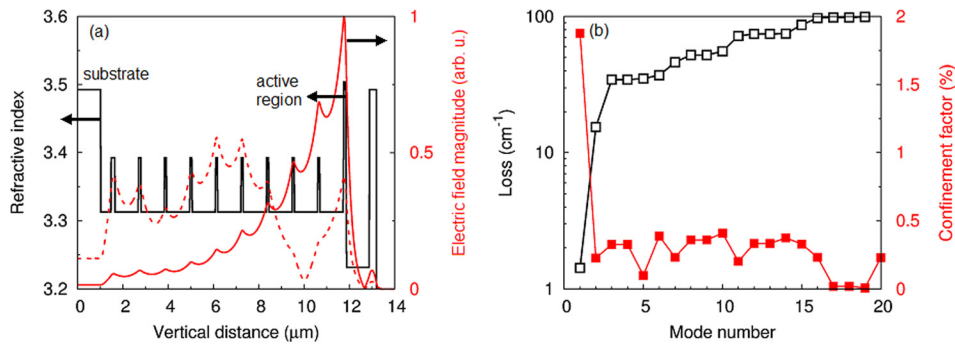 (a)
substrate
active
region
Refractive index
3.6
3.5
3.4
3.3
3.2
0 2 4 6 8 10 12 14
Vertical distance (μm)
1
0.5
0
Electric field magnitude (arb. u.)
(b)
Loss (cm⁻¹)
100
10
1
0 5 10 15 20
Mode number
2
1.5
1
0.5
0
Confinement factor (%)